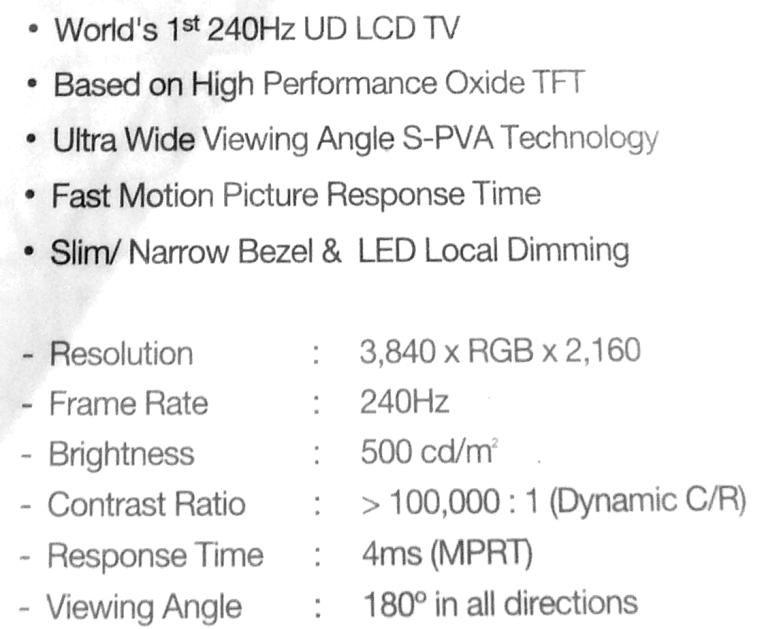 • World's 1st 240Hz UD LCD TV
• Based on High Performance Oxide TFT
• Ultra Wide Viewing Angle S-PVA Technology
• Fast Motion Picture Response Time
• Slim/ Narrow Bezel & LED Local Dimming
- Resolution : 3,840 x RGB x 2,160
- Frame Rate : 240Hz
- Brightness : 500 cd/m²
- Contrast Ratio : > 100,000 : 1 (Dynamic C/R)
- Response Time : 4ms (MPRT)
- Viewing Angle : 180º in all directions